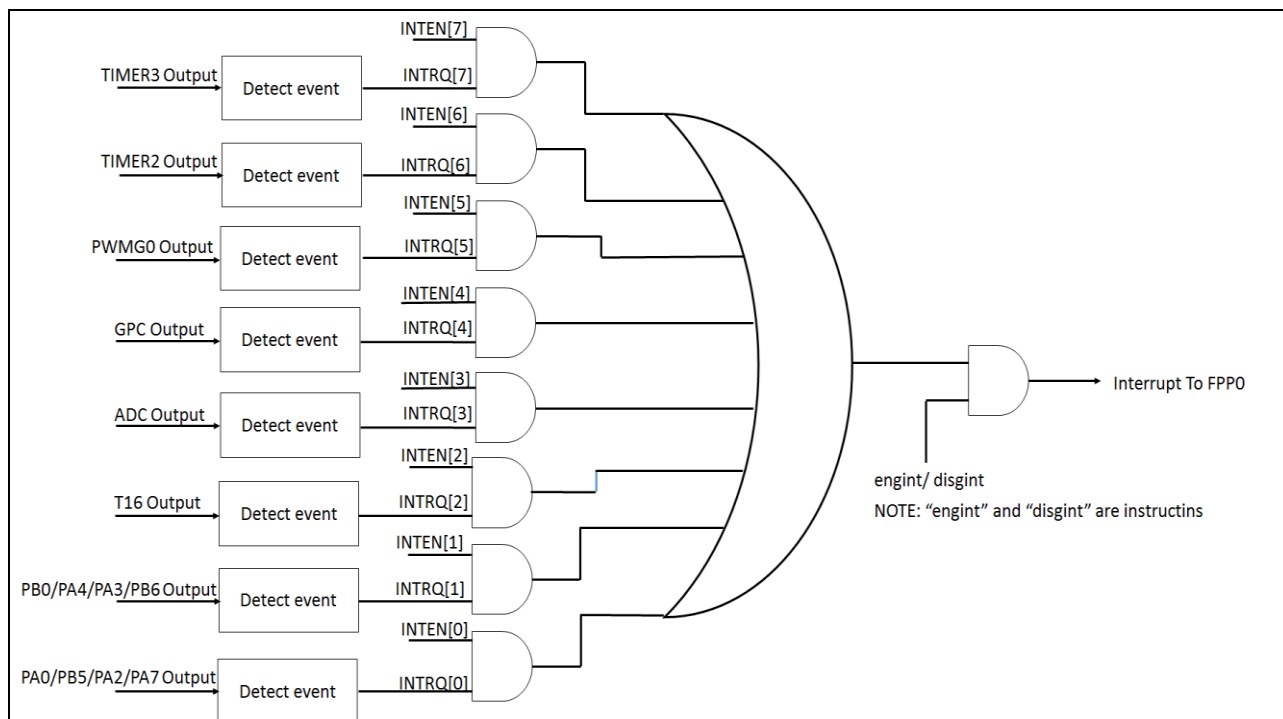 INTEN[7]
TIMER3 Output
Detect event
INTRQ[7]
INTEN[6]
TIMER2 Output
Detect event
INTRQ[6]
INTEN[5]
PWMG0 Output
Detect event
INTRQ[5]
INTEN[4]
GPC Output
Detect event
INTRQ[4]
INTEN[3]
ADC Output
Detect event
INTRQ[3]
INTEN[2]
T16 Output
Detect event
INTRQ[2]
INTEN[1]
PB0/PA4/PA3/PB6 Output
Detect event
INTRQ[1]
INTEN[0]
PA0/PB5/PA2/PA7 Output
Detect event
INTRQ[0]
Interrupt To FPP0
engint/ disgint
NOTE: “engint” and “disgint” are instructins